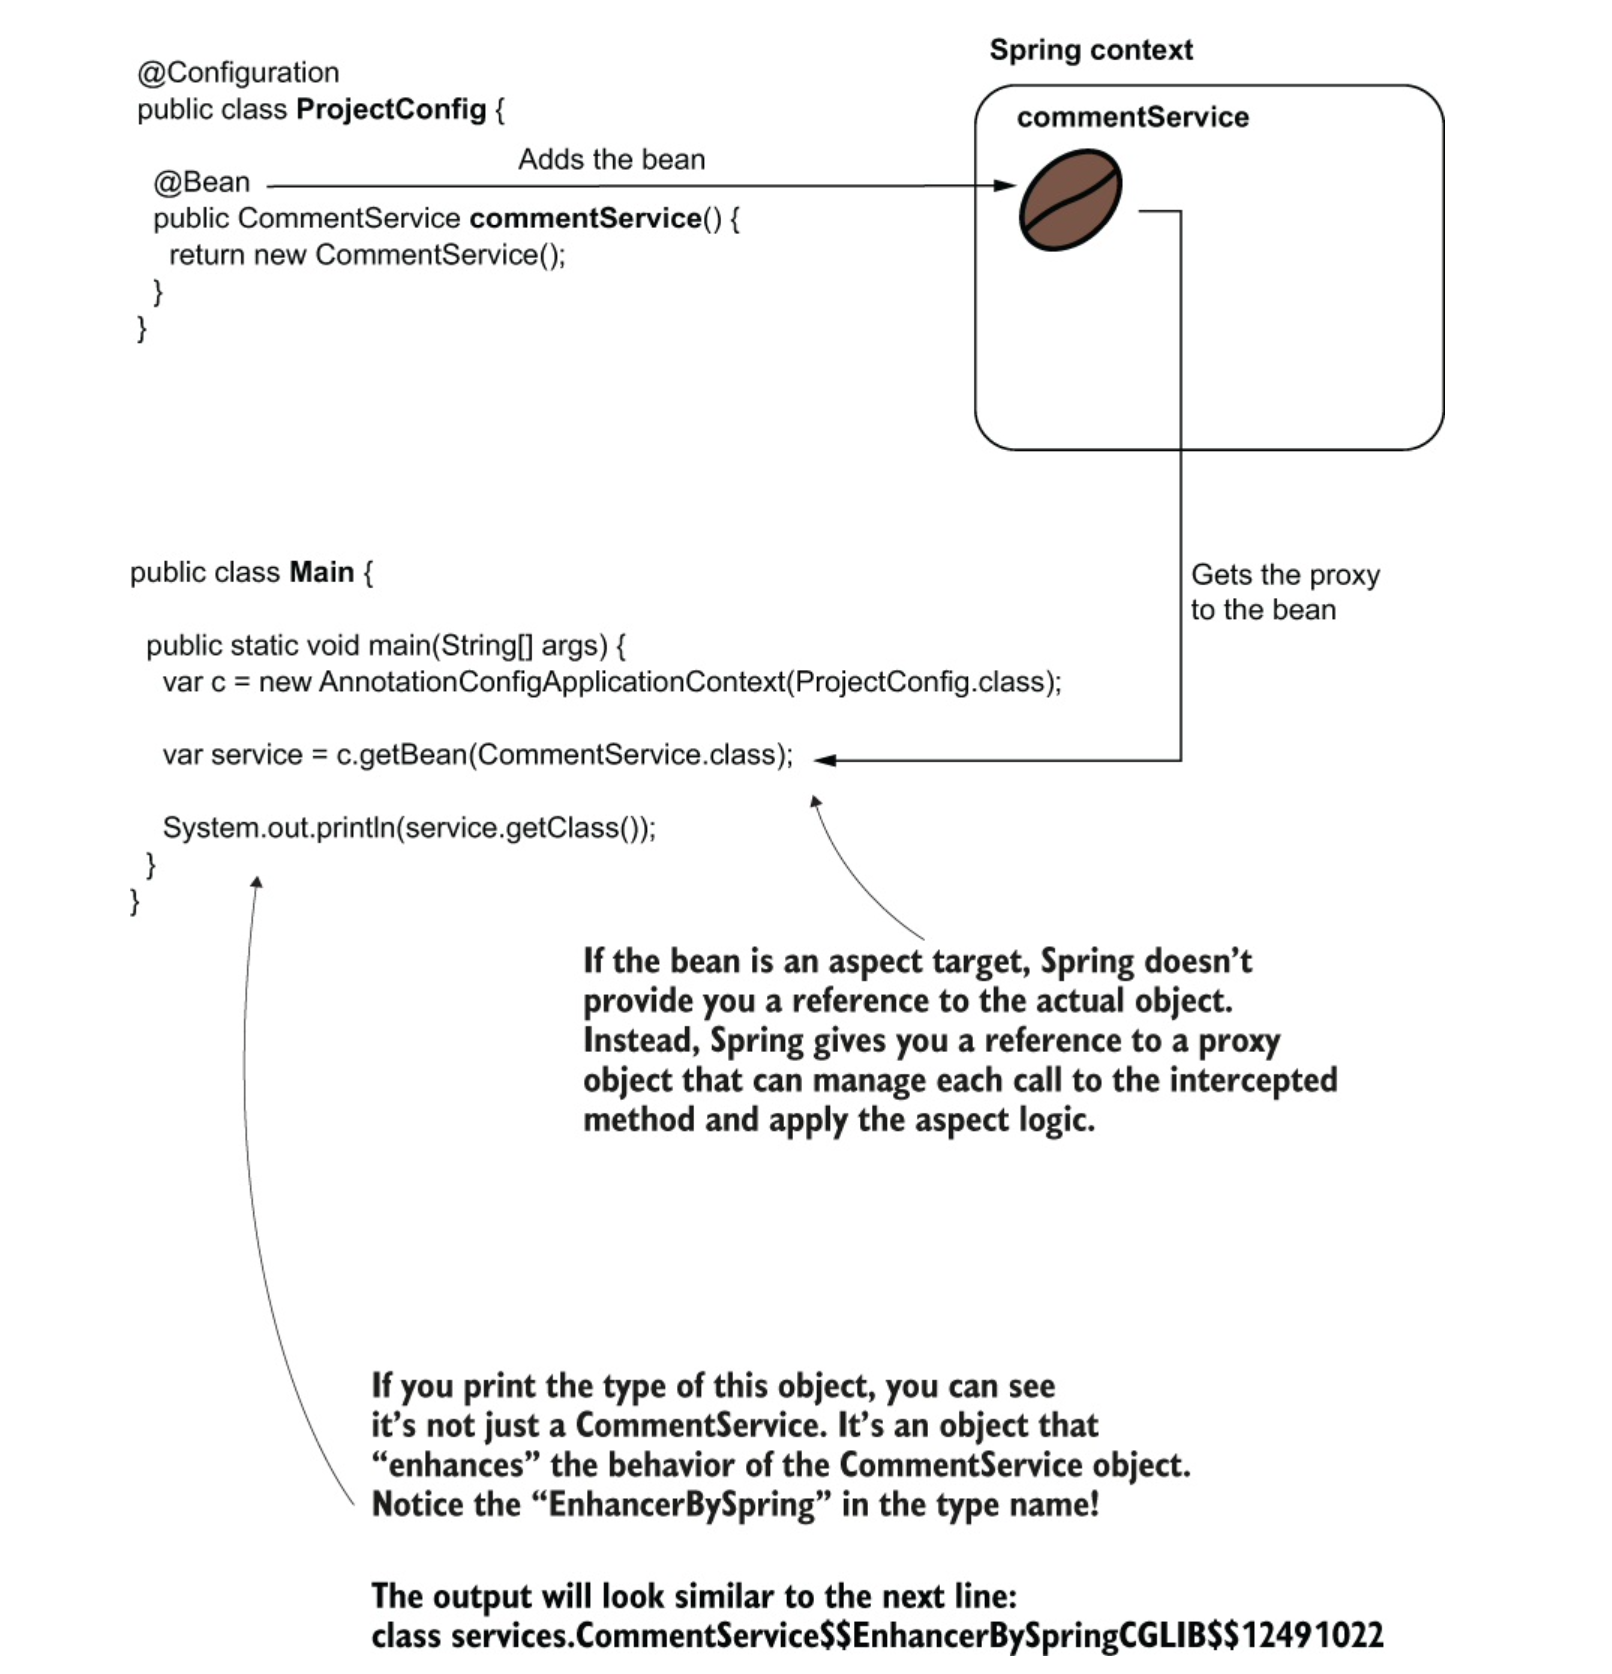 Spring context
@Configuration
public class ProjectConfig {
commentService
Adds the bean
@Bean
public CommentService commentService() {
return new CommentService();
}
}
public class Main {
Gets the proxy
to the bean
public static void main(String[] args) {
var c = new AnnotationConfigApplicationContext(ProjectConfig.class);
var service = c.getBean(CommentService.class);
System.out.println(service.getClass());
}
}
If the bean is an aspect target, Spring doesn’t
provide you a reference to the actual object.
Instead, Spring gives you a reference to a proxy
object that can manage each call to the intercepted
method and apply the aspect logic.
If you print the type of this object, you can see
it’s not just a CommentService. It’s an object that
“enhances” the behavior of the CommentService object.
Notice the “EnhancerBySpring” in the type name!
The output will look similar to the next line:
class services.CommentService$$EnhancerBySpringCGLIB$$12491022